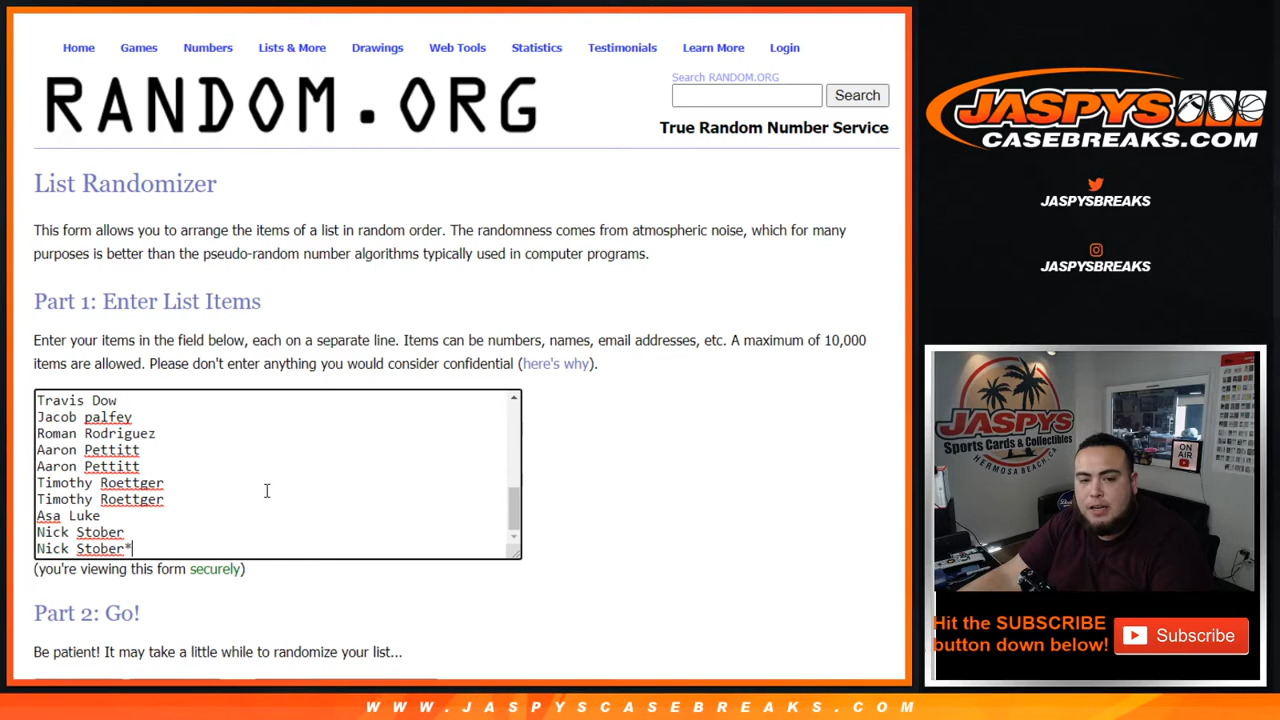 Home Games Numbers Lists & More Drawings Web Tools Statistics Testimonials Learn More Login
RANDOM.ORG
Search RANDOM.ORG
Search
True Random Number Service
List Randomizer
This form allows you to arrange the items of a list in random order. The randomness comes from atmospheric noise, which for many
purposes is better than the pseudo-random number algorithms typically used in computer programs.
Part 1: Enter List Items
Enter your items in the field below, each on a separate line. Items can be numbers, names, email addresses, etc. A maximum of 10,000
items are allowed. Please don't enter anything you would consider confidential (here's why).
Travis Dow
Jacob palfey
Roman Rodriguez
Aaron Pettitt
Aaron Pettitt
Timothy Roettger
Timothy Roettger
Asa Luke
Nick Stober
Nick Stober*
(you're viewing this form securely)
Part 2: Go!
Be patient! It may take a little while to randomize your list...
JASPYS
CASEBREAKS.COM
JASPYSBREAKS
JASPYSBREAKS
JASPYS
Sports Cards & Collectibles
HERMOSA BEACH, CA
ON
AIR
Hit the SUBSCRIBE
button down below!
Subscribe
WWW.JASPYSCASEBREAKS.COM